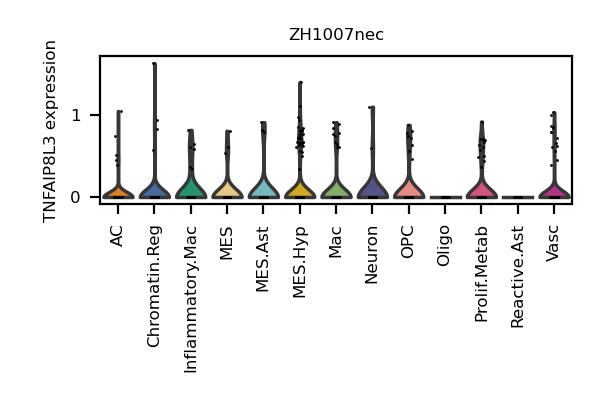 ZH1007nec
TNFAIP8L3 expression
1
0
AC
Chromatin.Reg
Inflammatory.Mac
MES
MES.Ast
MES.Hyp
Mac
Neuron
OPC
Oligo
Prolif.Metab
Reactive.Ast
Vasc